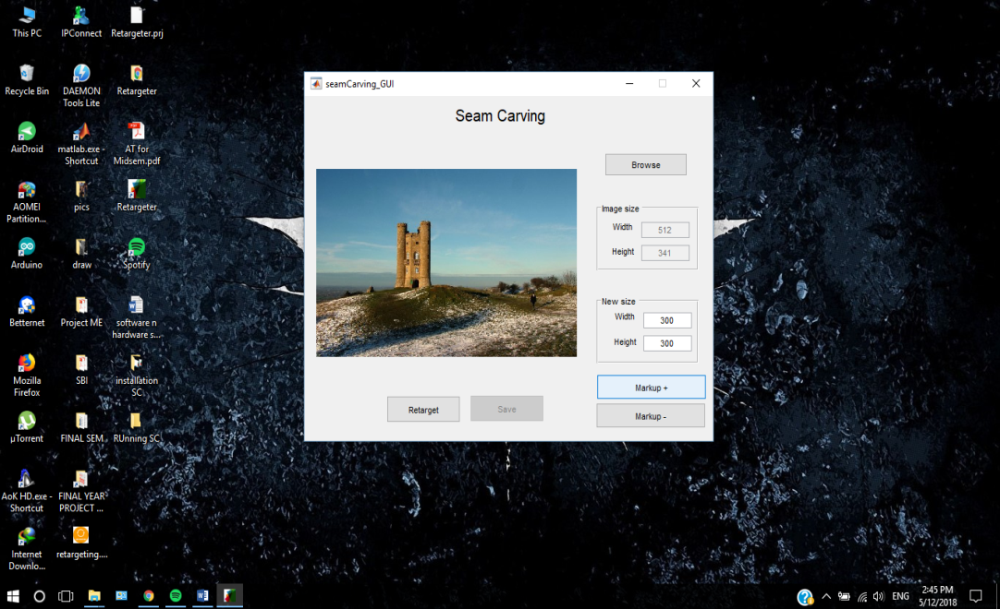 This PC
IPConnect
Retargeter.prj
Recycle Bin
DAEMON
Tools Lite
Retargeter
AirDroid
matlab.exe -
Shortcut
AT for
Midsem.pdf
AOMEI
Partition...
pics
Retargeter
Arduino
draw
Spotify
Betternet
Project ME
software n
hardware s...
Mozilla
Firefox
SBI
installation
SC
µTorrent
FINAL SEM
RUnning SC
AoK HD.exe -
Shortcut
FINAL YEAR
PROJECT ...
Internet
Downlo...
retargeting....
seamCarving_GUI
Seam Carving
Browse
Image size
Width
512
Height
341
New size
Width
300
Height
300
Markup +
Markup -
Retarget
Save
ENG
2:45 PM
5/12/2018